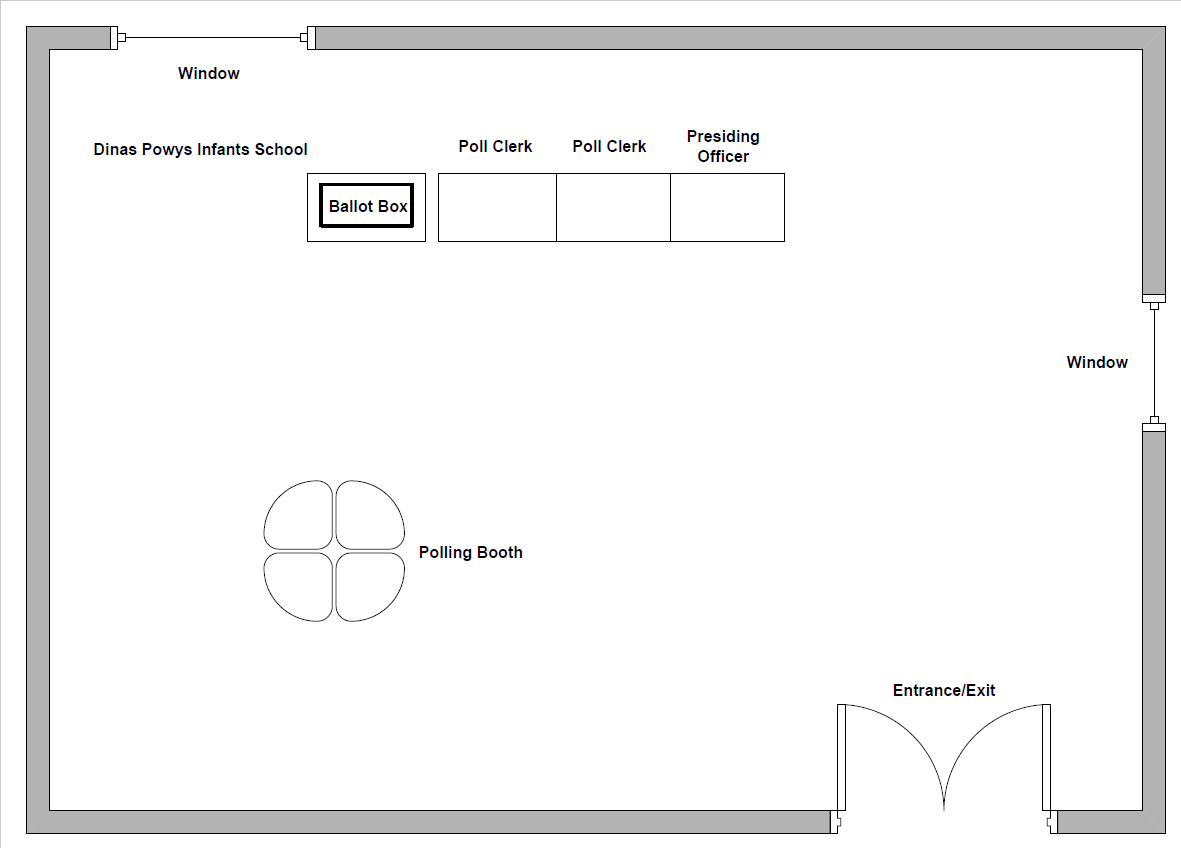 Window
Dinas Powys Infants School
Poll Clerk
Poll Clerk
Presiding
Officer
Ballot Box
Window
Polling Booth
Entrance/Exit